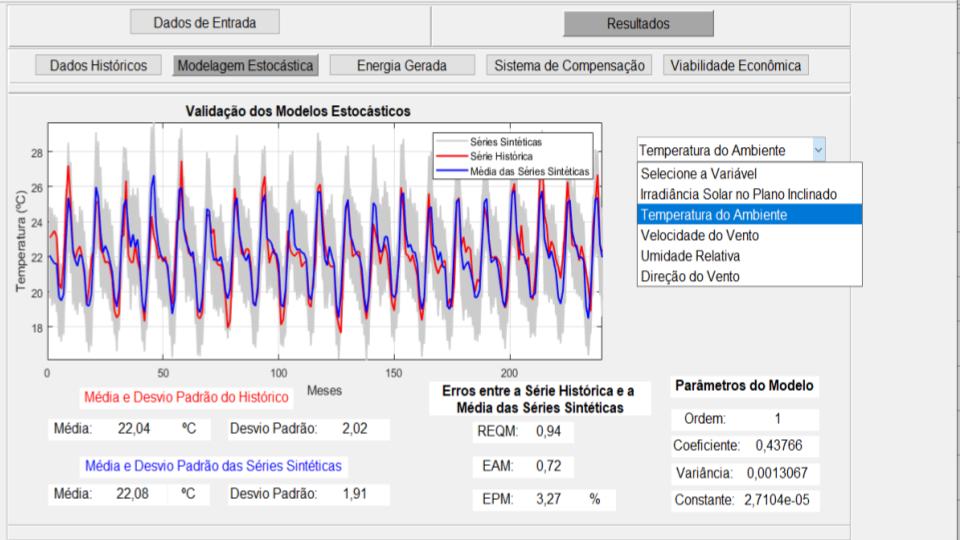 Dados de Entrada
Resultados
Dados Históricos
Modelagem Estocástica
Energia Gerada
Sistema de Compensação
Viabilidade Econômica
Validação dos Modelos Estocásticos
Séries Sintéticas
Série Histórica
Média das Séries Sintéticas
Temperatura (ºC)
28
26
24
22
20
18
0
50
100
150
200
Meses
Temperatura do Ambiente
Selecione a Variável
Irradiância Solar no Plano Inclinado
Temperatura do Ambiente
Velocidade do Vento
Umidade Relativa
Direção do Vento
Média e Desvio Padrão do Histórico
Média: 22,04 ºC Desvio Padrão: 2,02
Média e Desvio Padrão das Séries Sintéticas
Média: 22,08 ºC Desvio Padrão: 1,91
Erros entre a Série Histórica e a
Média das Séries Sintéticas
REQM: 0,94
EAM: 0,72
EPM: 3,27 %
Parâmetros do Modelo
Ordem: 1
Coeficiente: 0,43766
Variância: 0,0013067
Constante: 2,7104e-05